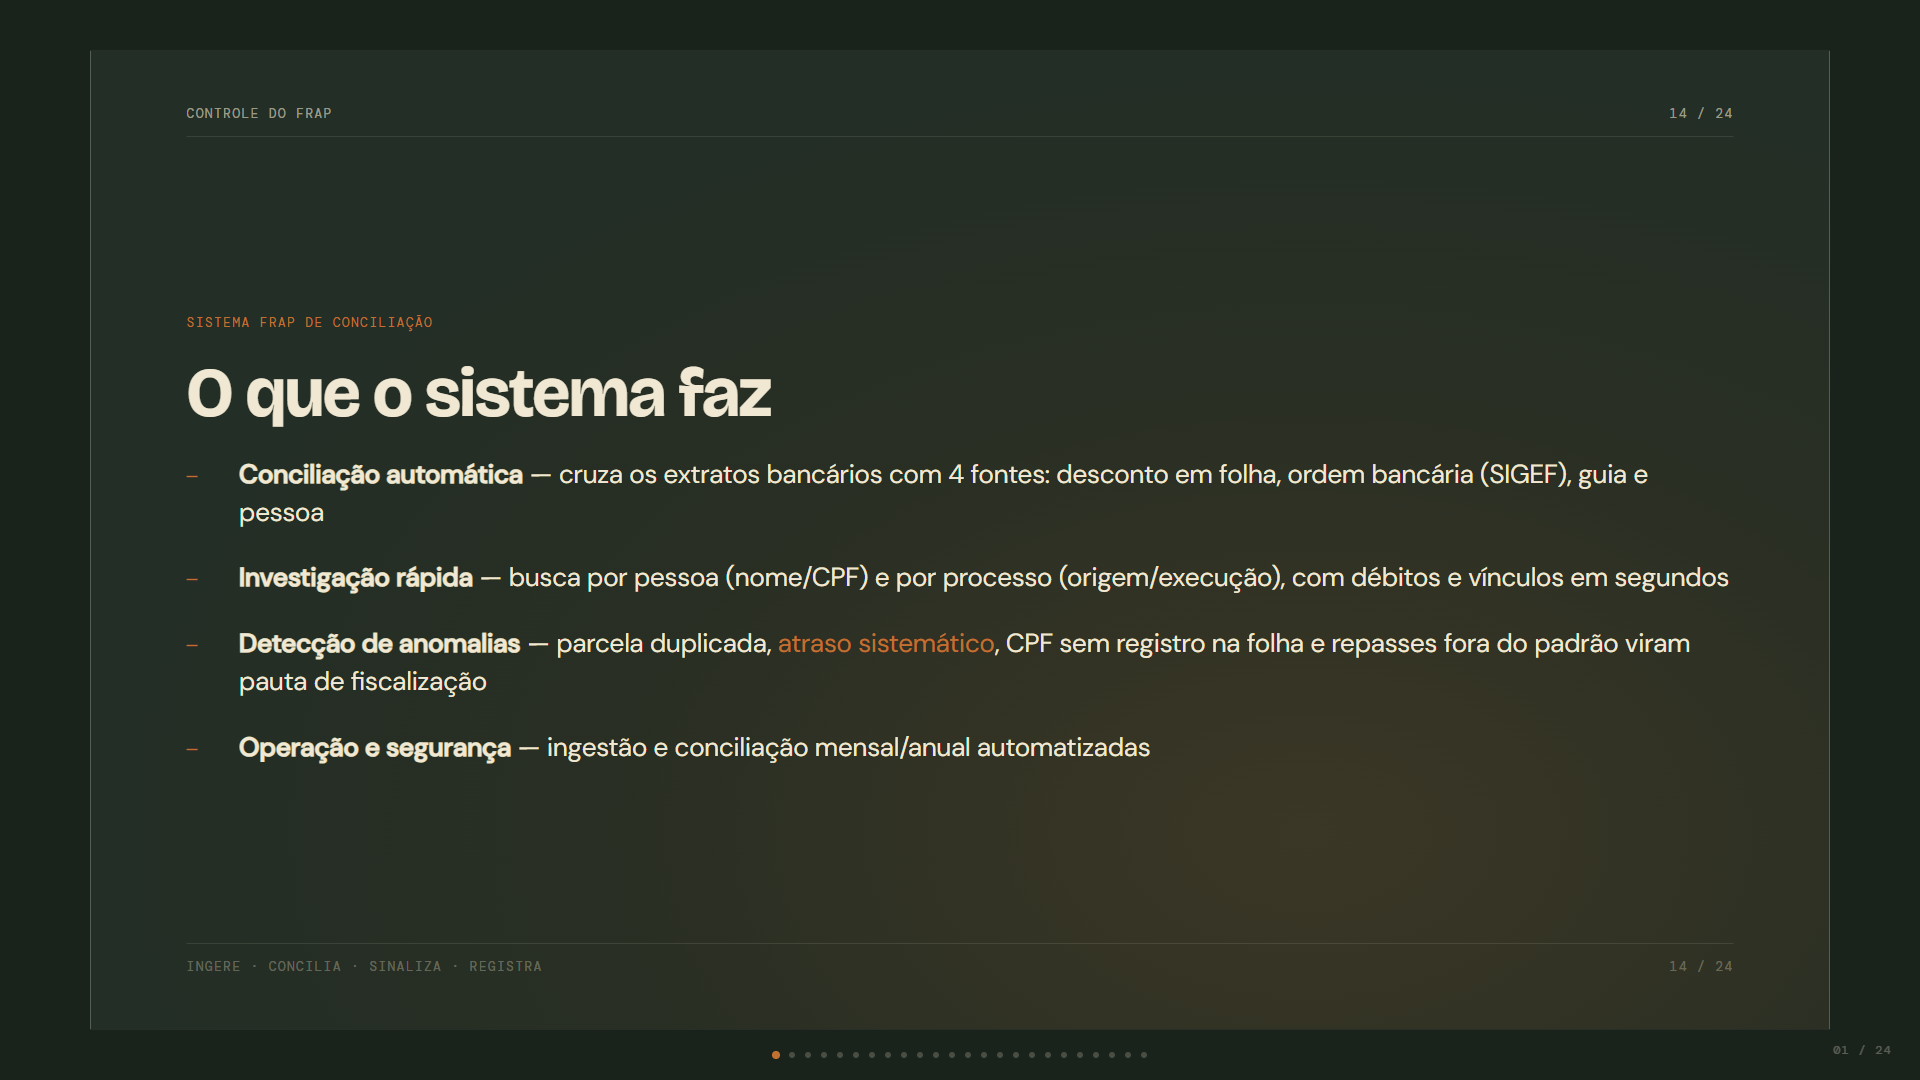 CONTROLE DO FRAP
14 / 24
SISTEMA FRAP DE CONCILIAÇÃO
O que o sistema faz
– Conciliação automática — cruza os extratos bancários com 4 fontes: desconto em folha, ordem bancária (SIGEF), guia e
pessoa
– Investigação rápida — busca por pessoa (nome/CPF) e por processo (origem/execução), com débitos e vínculos em segundos
– Detecção de anomalias — parcela duplicada, atraso sistemático, CPF sem registro na folha e repasses fora do padrão viram
pauta de fiscalização
– Operação e segurança — ingestão e conciliação mensal/anual automatizadas
INGERE · CONCILIA · SINALIZA · REGISTRA
14 / 24
01 / 24